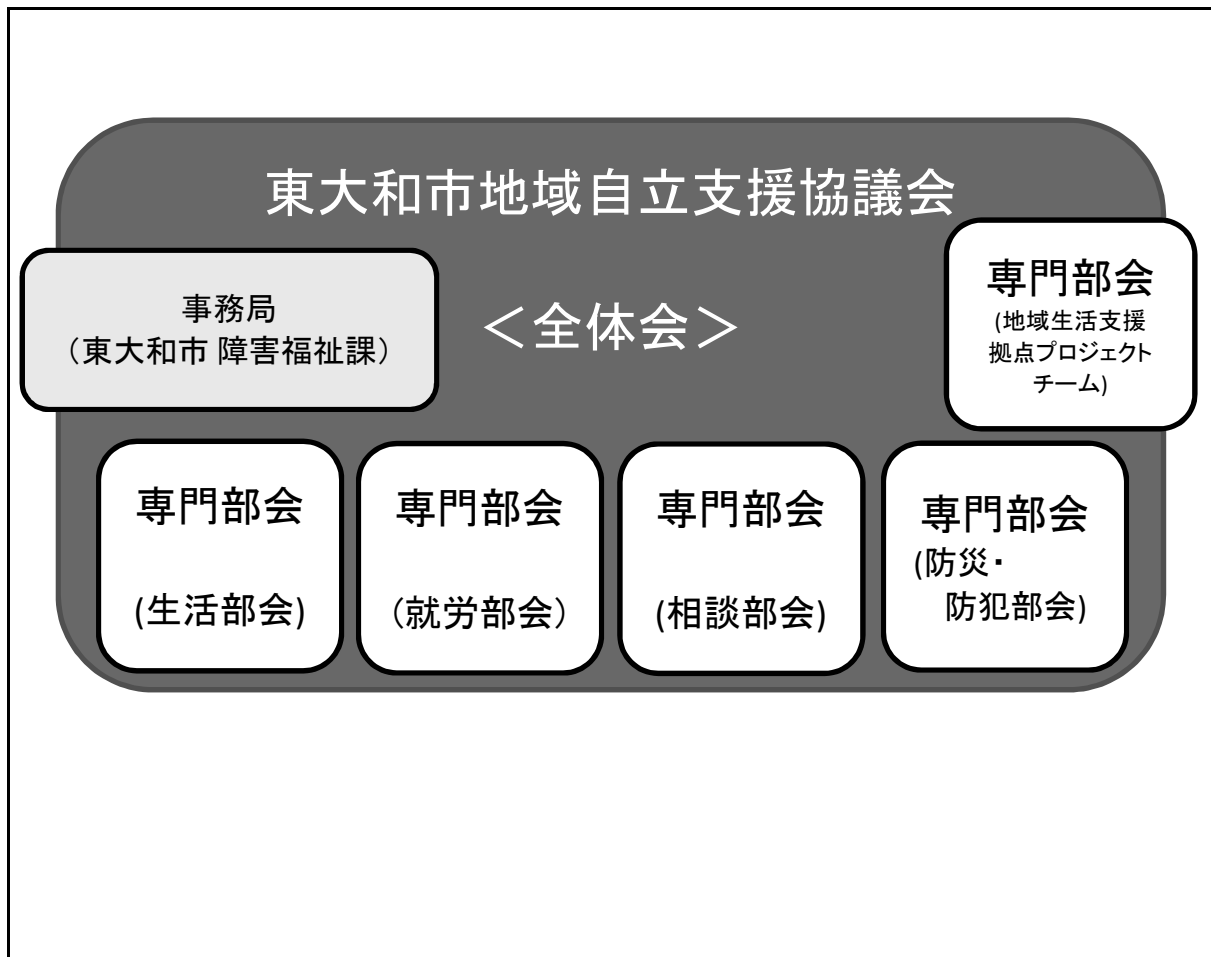 東大和市地域自立支援協議会
事務局
（東大和市 障害福祉課）
＜全体会＞
専門部会
(地域生活支援
拠点プロジェクト
チーム)
専門部会
(生活部会)
専門部会
（就労部会）
専門部会
(相談部会)
専門部会
(防災・
防犯部会)